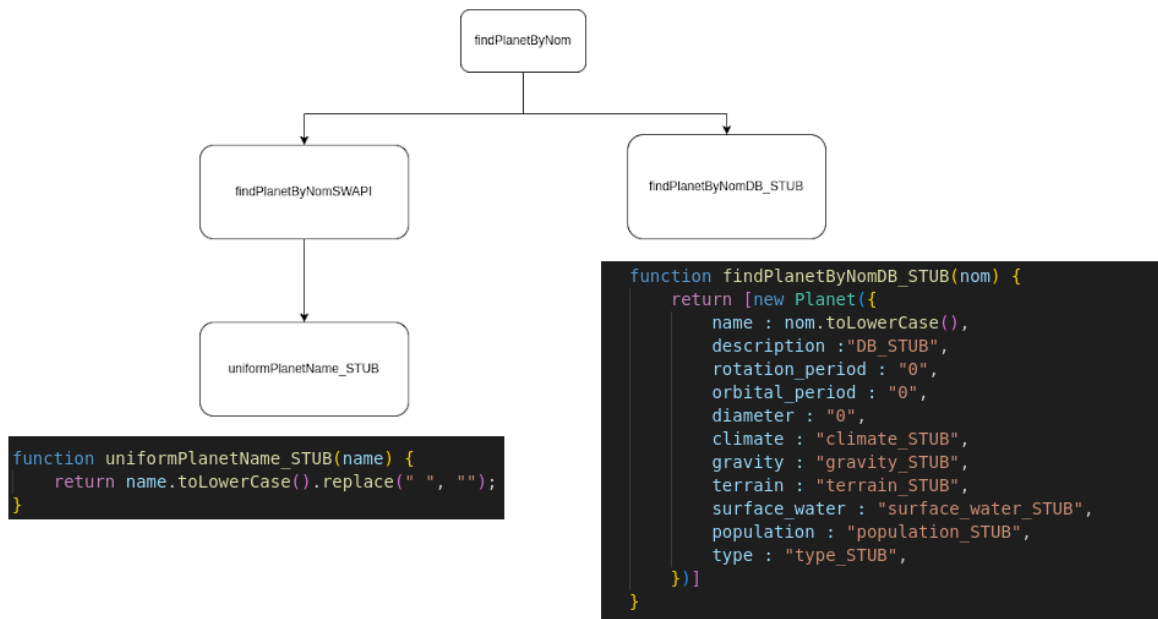 findPlanetByNom
findPlanetByNomSWAPI
findPlanetByNomDB_STUB
uniformPlanetName_STUB
function uniformPlanetName_STUB(name) {
    return name.toLowerCase().replace(" ", "");
}
function findPlanetByNomDB_STUB(nom) {
    return [new Planet({
        name : nom.toLowerCase(),
        description :"DB_STUB",
        rotation_period : "0",
        orbital_period : "0",
        diameter : "0",
        climate : "climate_STUB",
        gravity : "gravity_STUB",
        terrain : "terrain_STUB",
        surface_water : "surface_water_STUB",
        population : "population_STUB",
        type : "type_STUB",
    })]
}